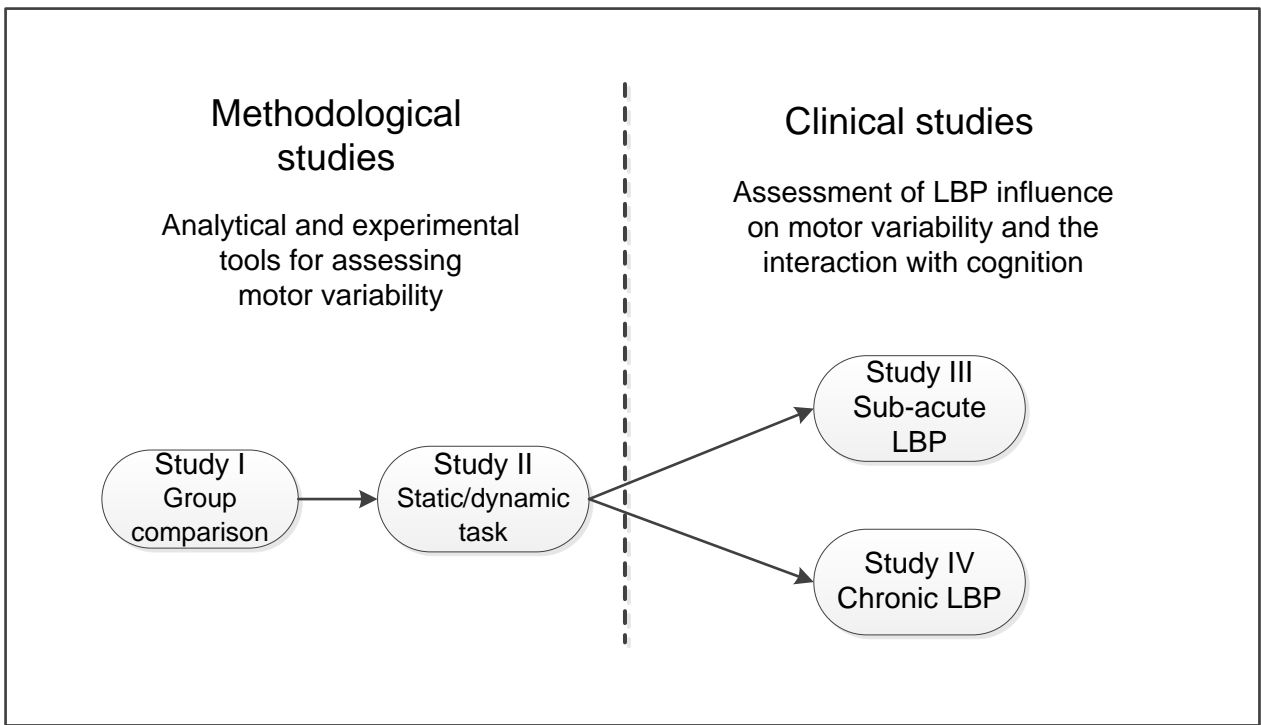 Methodological
studies
Analytical and experimental
tools for assessing
motor variability
Study I
Group
comparison
Study II
Static/dynamic
task
Clinical studies
Assessment of LBP influence
on motor variability and the
interaction with cognition
Study III
Sub-acute
LBP
Study IV
Chronic LBP